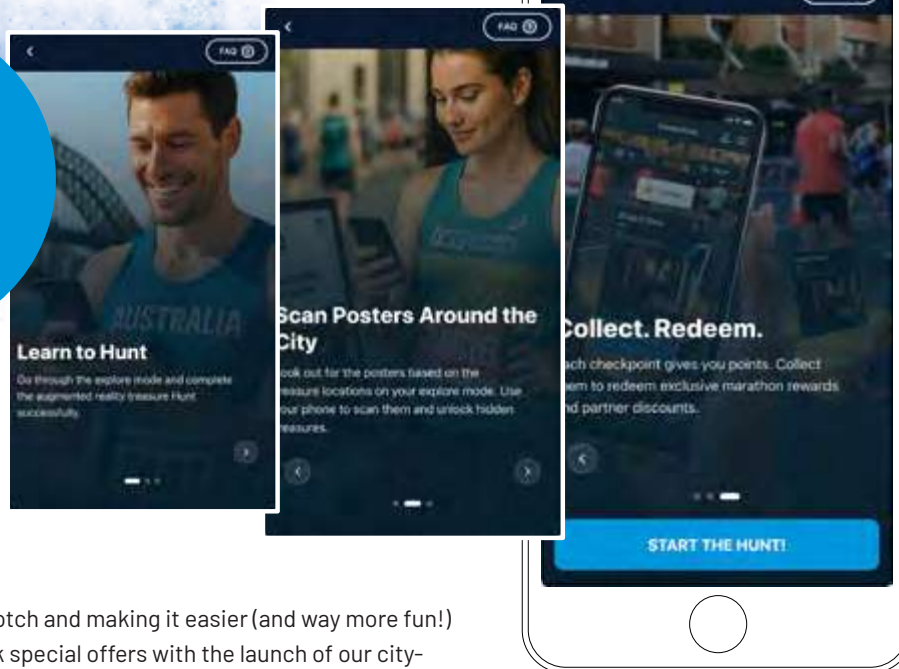 FAQ
Learn to Hunt
Go through the explore mode and complete
the augmented reality treasure Hunt
successfully.
AUSTRALIA
FAQ
Scan Posters Around the
City
ook out for the posters based on the
reasure locations on your explore mode. Use
our phone to scan them and unlock hidden
reasures.
Collect. Redeem.
ach checkpoint gives you points. Collect
em to redeem exclusive marathon rewards
nd partner discounts.
START THE HUNT!
otch and making it easier (and way more fun!)
k special offers with the launch of our city-